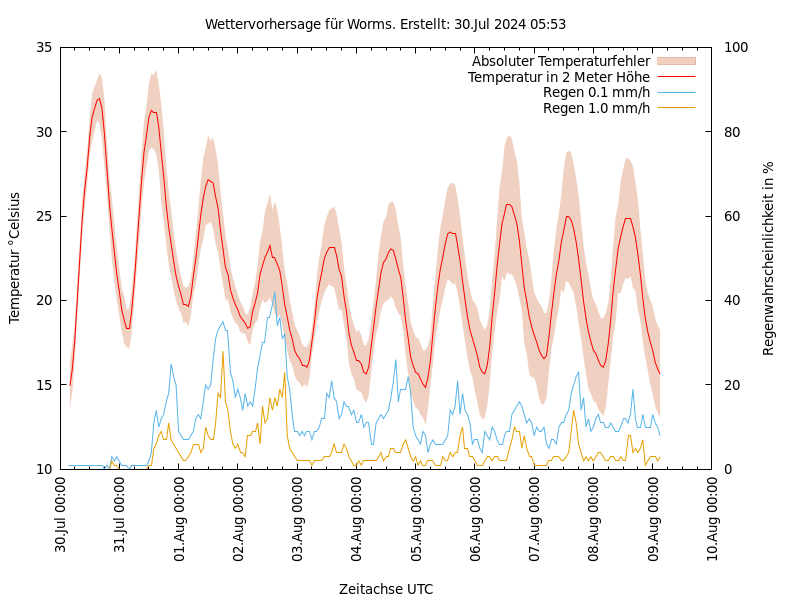 Wettervorhersage für Worms. Erstellt: 30.Jul 2024 05:53
Absoluter Temperaturfehler
Temperatur in 2 Meter Höhe
Regen 0.1 mm/h
Regen 1.0 mm/h
Temperatur °Celsius
35
30
25
20
15
10
100
80
60
40
20
0
Regenwahrscheinlichkeit in %
30.Jul 00:00
31.Jul 00:00
01.Aug 00:00
02.Aug 00:00
03.Aug 00:00
04.Aug 00:00
05.Aug 00:00
06.Aug 00:00
07.Aug 00:00
08.Aug 00:00
09.Aug 00:00
10.Aug 00:00
Zeitachse UTC